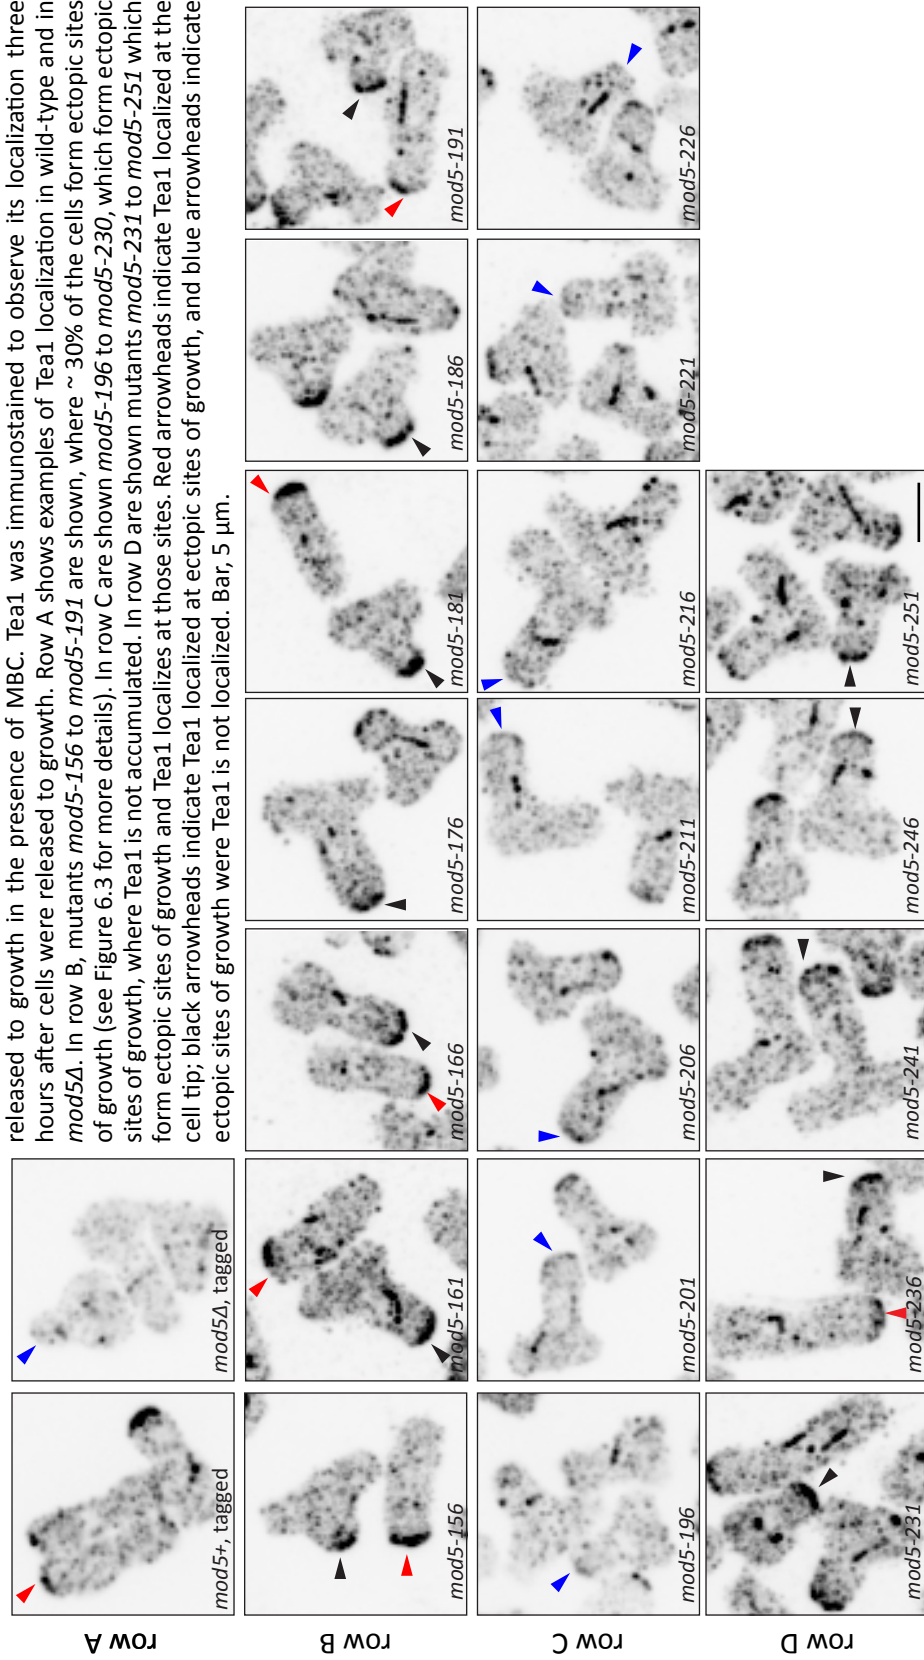 released to growth in the presence of MBC. Tea1 was immunostained to observe its localization three
hours after cells were released to growth. Row A shows examples of Tea1 localization in wild-type and in
mod5Δ. In row B, mutants mod5-156 to mod5-191 are shown, where ~ 30% of the cells form ectopic sites
of growth (see Figure 6.3 for more details). In row C are shown mod5-196 to mod5-230, which form ectopic
sites of growth, where Tea1 is not accumulated. In row D are shown mutants mod5-231 to mod5-251 which
form ectopic sites of growth and Tea1 localizes at those sites. Red arrowheads indicate Tea1 localized at the
cell tip; black arrowheads indicate Tea1 localized at ectopic sites of growth, and blue arrowheads indicate
ectopic sites of growth were Tea1 is not localized. Bar, 5 μm.
row A
mod5+, tagged
mod5Δ, tagged
row B
mod5-156
mod5-161
mod5-166
mod5-176
mod5-181
mod5-186
mod5-191
row C
mod5-196
mod5-201
mod5-206
mod5-211
mod5-216
mod5-221
mod5-226
row D
mod5-231
mod5-236
mod5-241
mod5-246
mod5-251